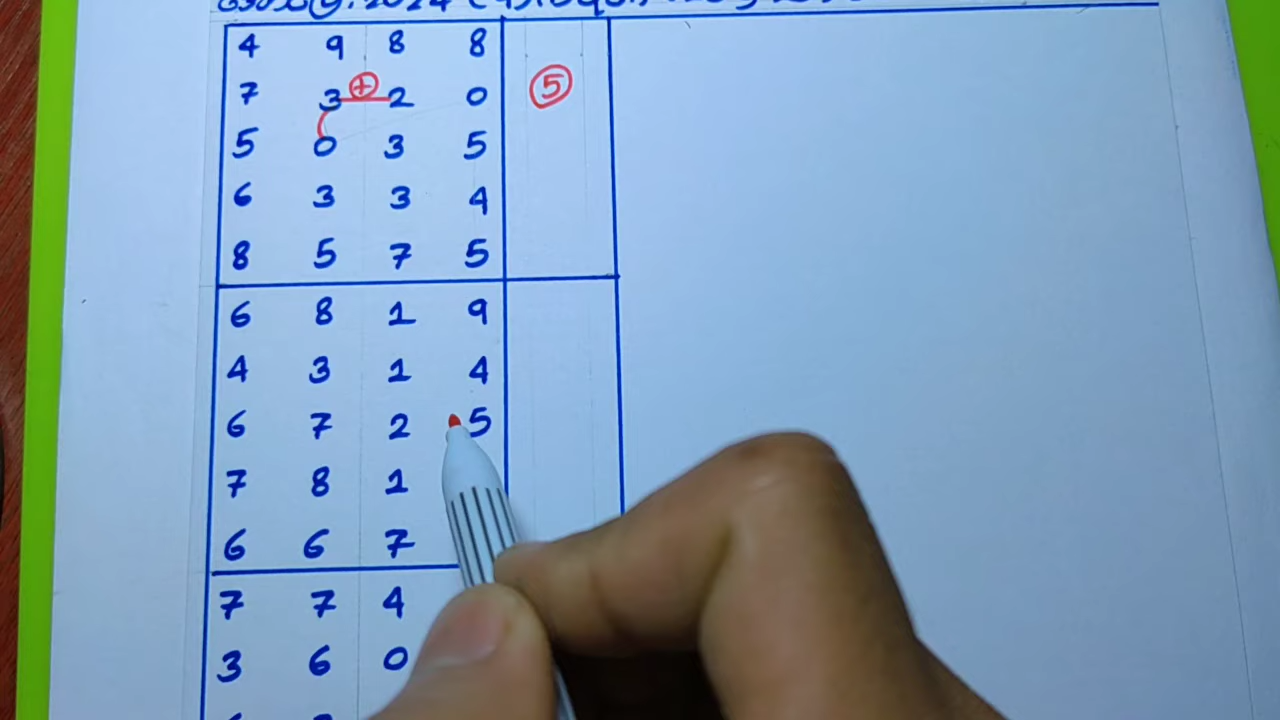 2024
4 9 8 8
7 3 + 2 0 5
5 0 3 5
6 3 3 4
8 5 7 5
6 8 1 9
4 3 1 4
6 7 2 5
7 8 1
6 6 7
7 7 4
3 6 0